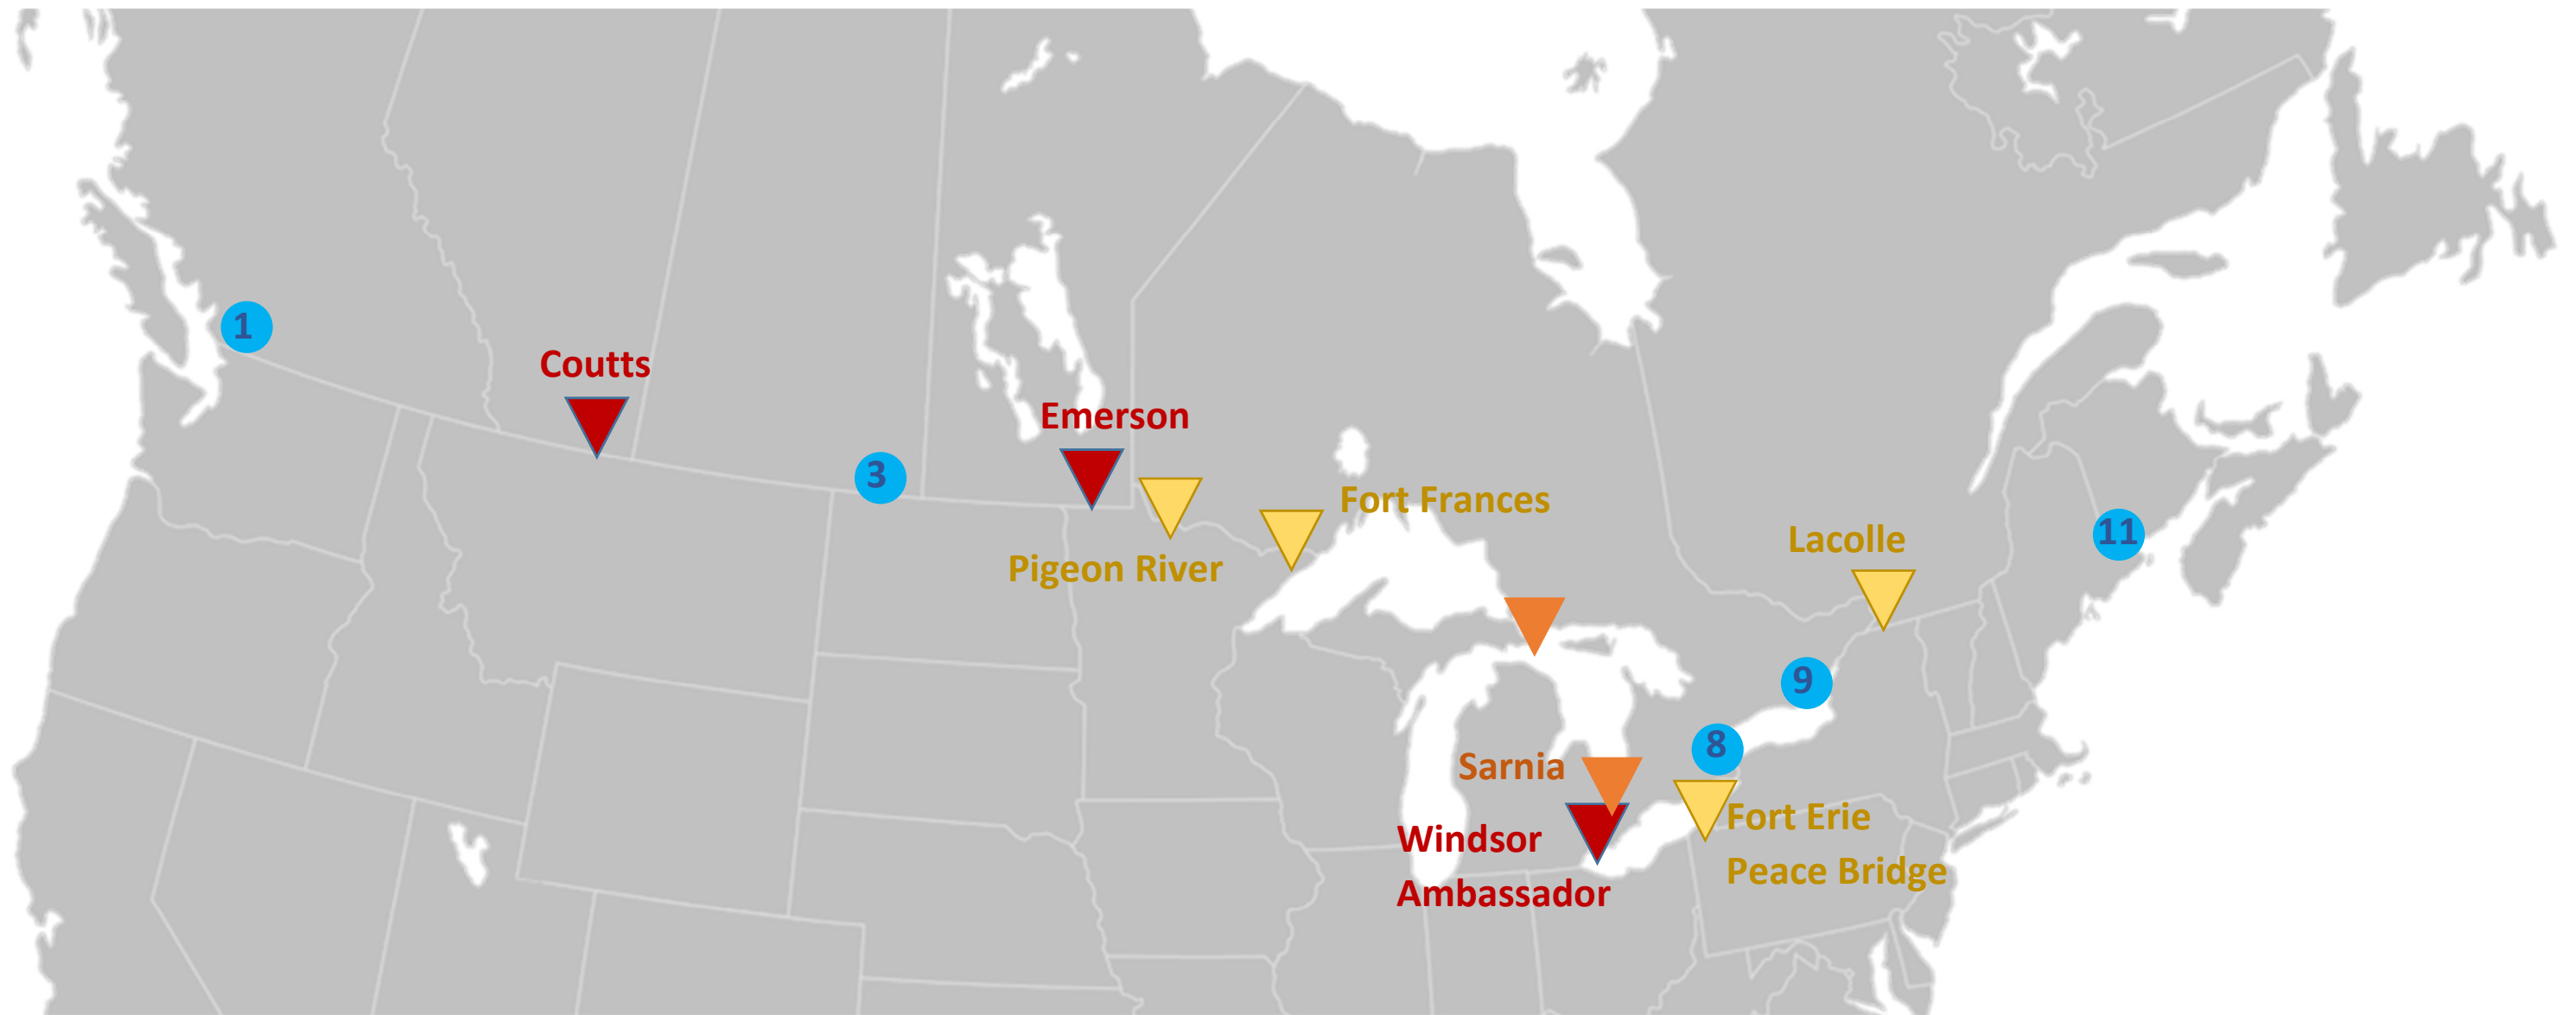 1
Coutts
Emerson
3
Fort Frances
Pigeon River
Lacolle
11
9
8
Sarnia
Windsor
Ambassador
Fort Erie
Peace Bridge